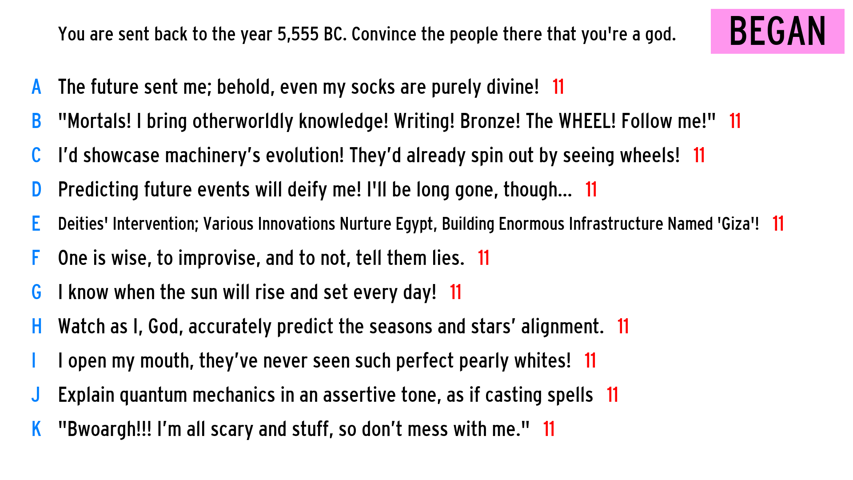 You are sent back to the year 5,555 BC. Convince the people there that you're a god.
BEGAN
A The future sent me; behold, even my socks are purely divine! 11
B "Mortals! I bring otherworldly knowledge! Writing! Bronze! The WHEEL! Follow me!" 11
C I’d showcase machinery’s evolution! They’d already spin out by seeing wheels! 11
D Predicting future events will deify me! I'll be long gone, though... 11
E Deities' Intervention; Various Innovations Nurture Egypt, Building Enormous Infrastructure Named 'Giza'! 11
F One is wise, to improvise, and to not, tell them lies. 11
G I know when the sun will rise and set every day! 11
H Watch as I, God, accurately predict the seasons and stars’ alignment. 11
I I open my mouth, they’ve never seen such perfect pearly whites! 11
J Explain quantum mechanics in an assertive tone, as if casting spells 11
K "Bwoargh!!! I’m all scary and stuff, so don’t mess with me." 11